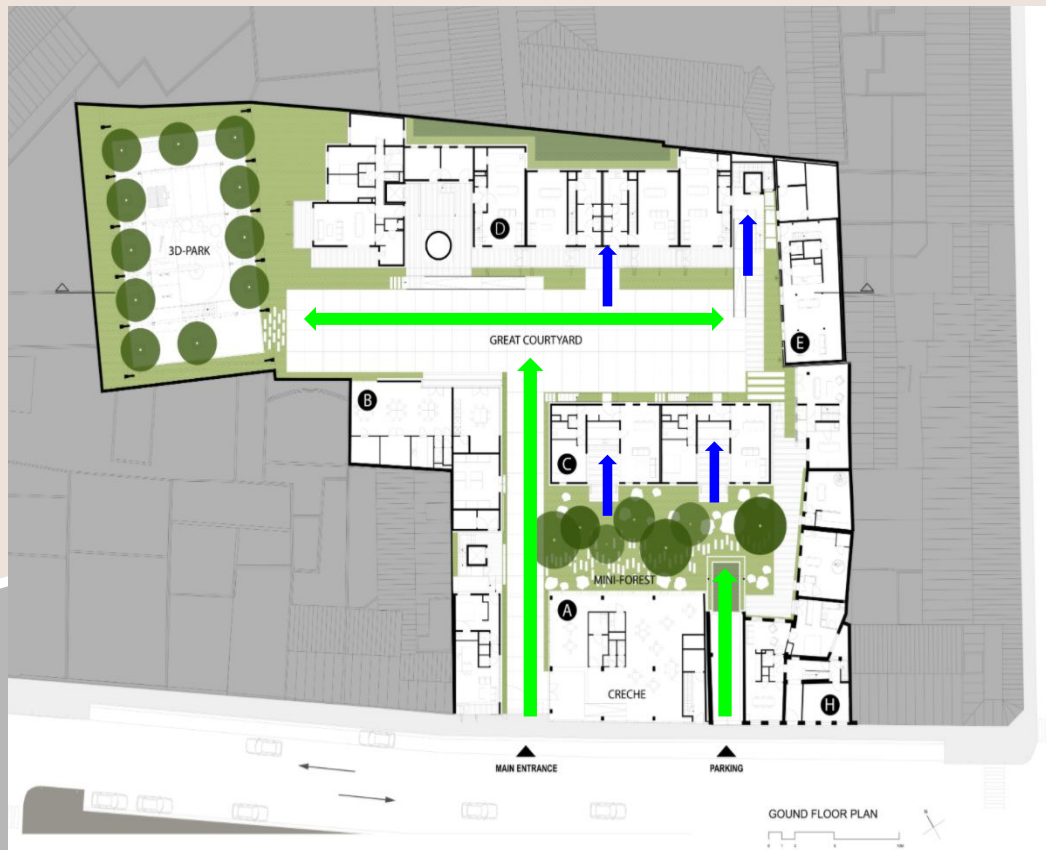 D
3D-PARK
GREAT COURTYARD
E
B
C
MINI-FOREST
A
CRECHE
H
MAIN ENTRANCE
PARKING
GOUND FLOOR PLAN